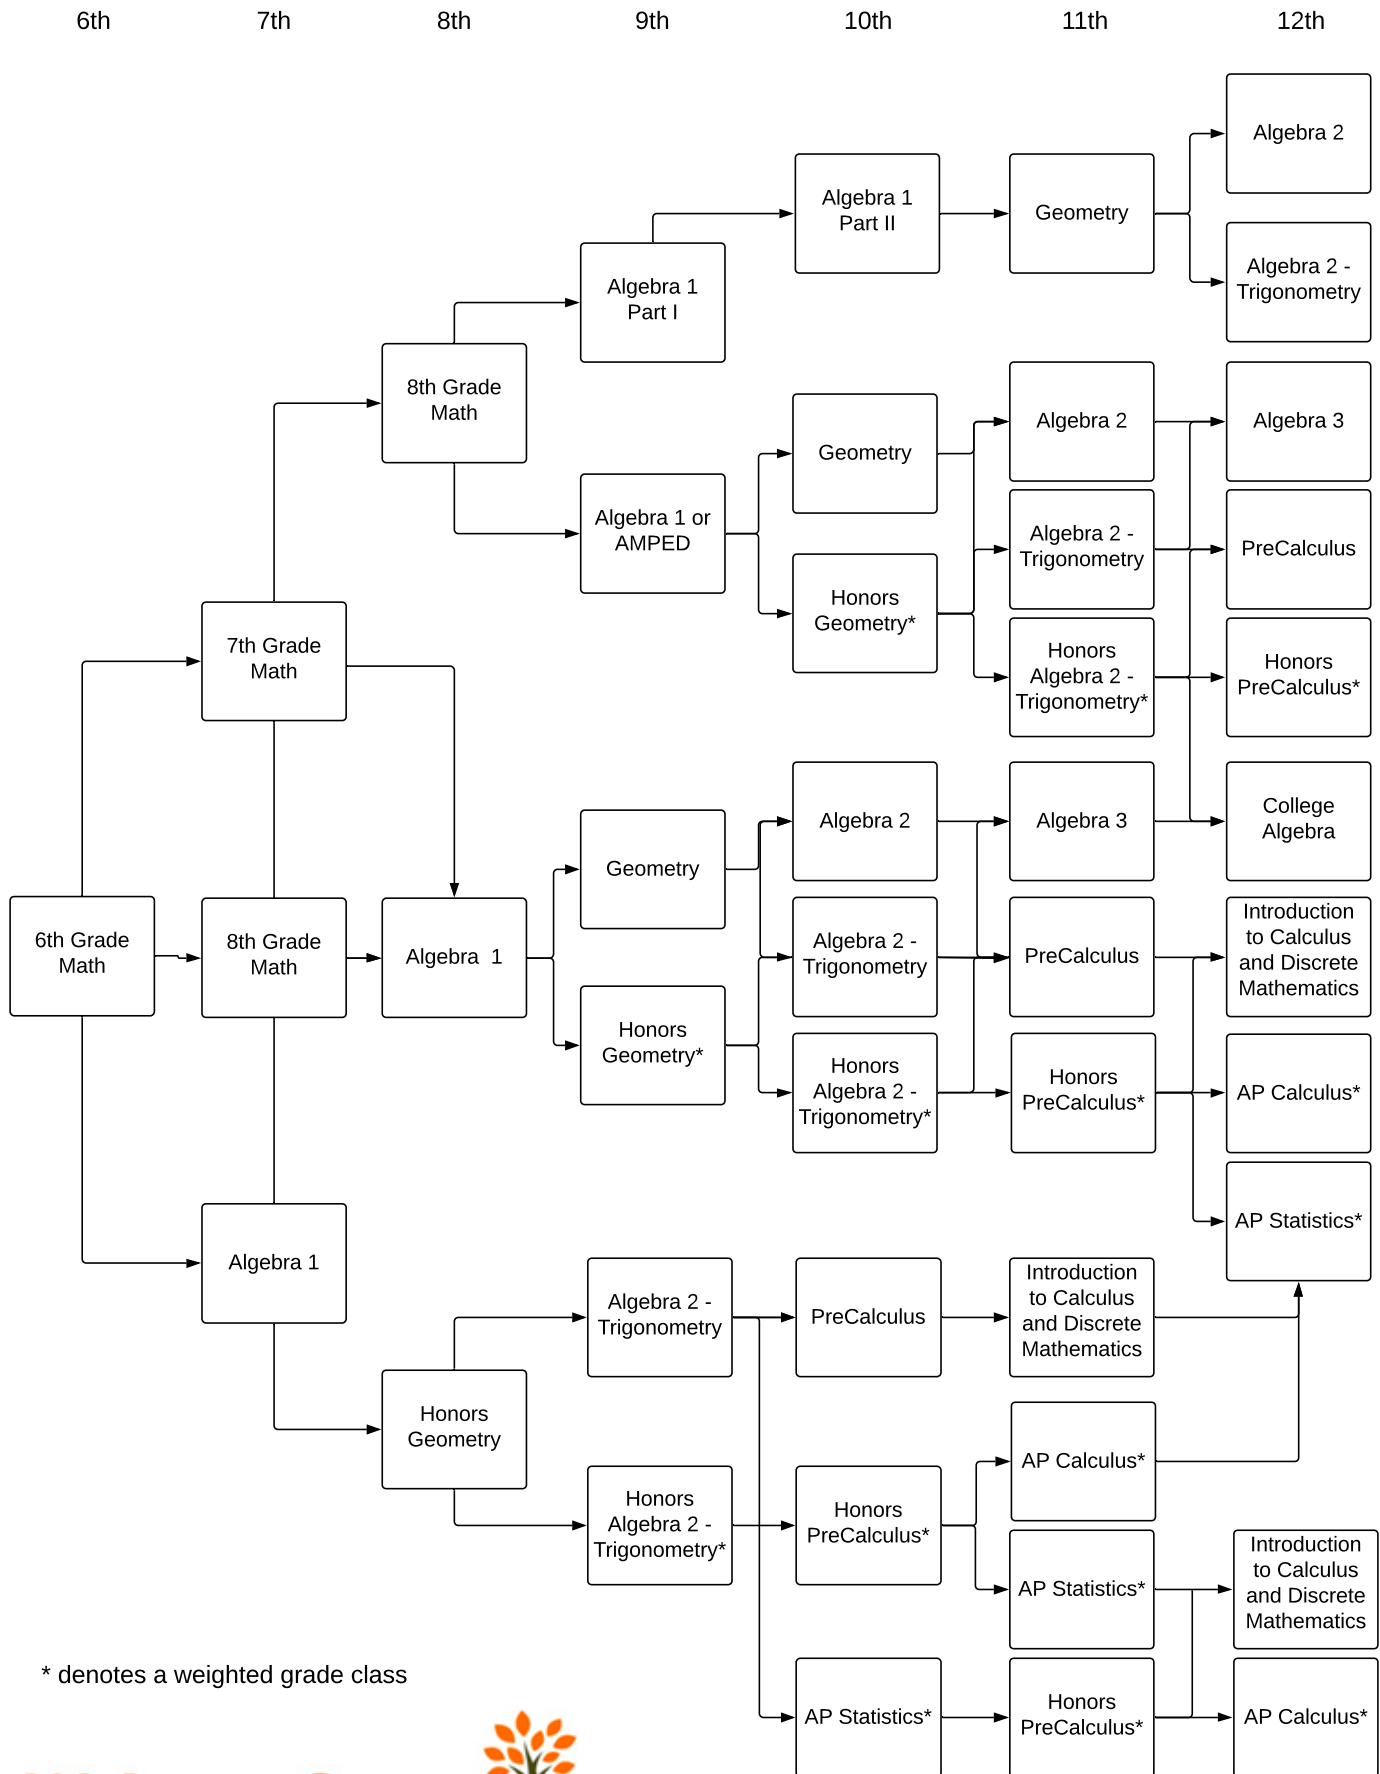 6th 7th 8th 9th 10th 11th 12th
Algebra 2
Algebra 1
Part II
Geometry
Algebra 2 -
Trigonometry
Algebra 1
Part I
8th Grade
Math
Algebra 1 or
AMPED
Geometry
Honors
Geometry*
Algebra 2
Algebra 2 -
Trigonometry
Honors
Algebra 2 -
Trigonometry*
Algebra 3
PreCalculus
Honors
PreCalculus*
College
Algebra
7th Grade
Math
6th Grade
Math
8th Grade
Math
Algebra  1
Geometry
Honors
Geometry*
Algebra 2
Algebra 2 -
Trigonometry
Honors
Algebra 2 -
Trigonometry*
Algebra 3
PreCalculus
Honors
PreCalculus*
Introduction
to Calculus
and Discrete
Mathematics
AP Calculus*
AP Statistics*
Algebra 1
Honors
Geometry
Algebra 2 -
Trigonometry
Honors
Algebra 2 -
Trigonometry*
PreCalculus
Honors
PreCalculus*
AP Statistics*
Introduction
to Calculus
and Discrete
Mathematics
AP Calculus*
AP Statistics*
Honors
PreCalculus*
Introduction
to Calculus
and Discrete
Mathematics
AP Calculus*
* denotes a weighted grade class